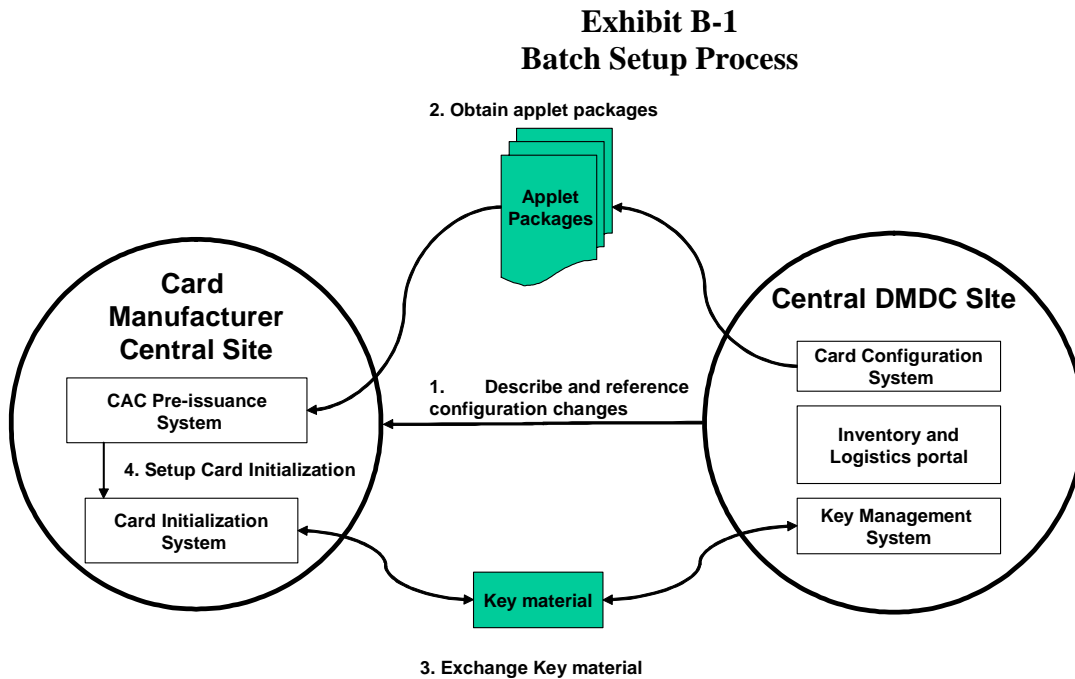 Exhibit B-1
Batch Setup Process
2. Obtain applet packages
Applet
Packages
Card
Manufacturer
Central Site
CAC Pre-issuance
System
4. Setup Card Initialization
Card Initialization
System
1. Describe and reference
configuration changes
Central DMDC SIte
Card Configuration
System
Inventory and
Logistics portal
Key Management
System
Key material
3. Exchange Key material